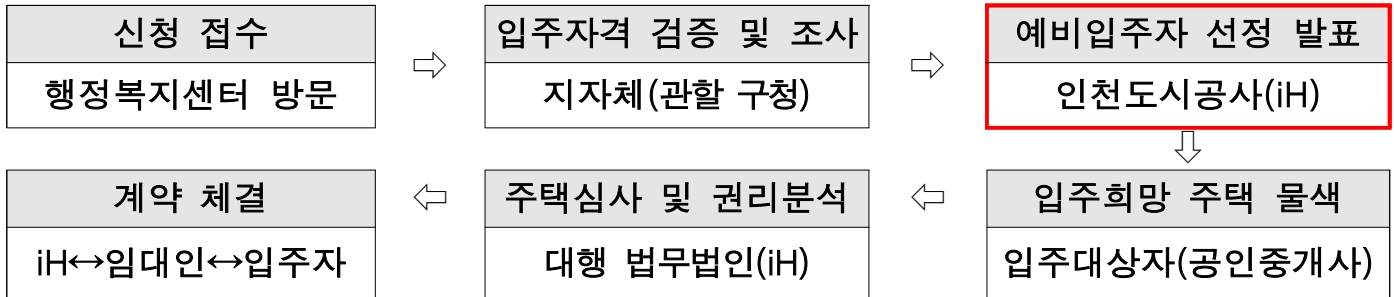 신청 접수
행정복지센터 방문
⇨
입주자격 검증 및 조사
지자체(관할 구청)
⇨
예비입주자 선정 발표
인천도시공사(iH)
⇩
입주희망 주택 물색
입주대상자(공인중개사)
⇦
주택심사 및 권리분석
대행 법무법인(iH)
⇦
계약 체결
iH↔임대인↔입주자